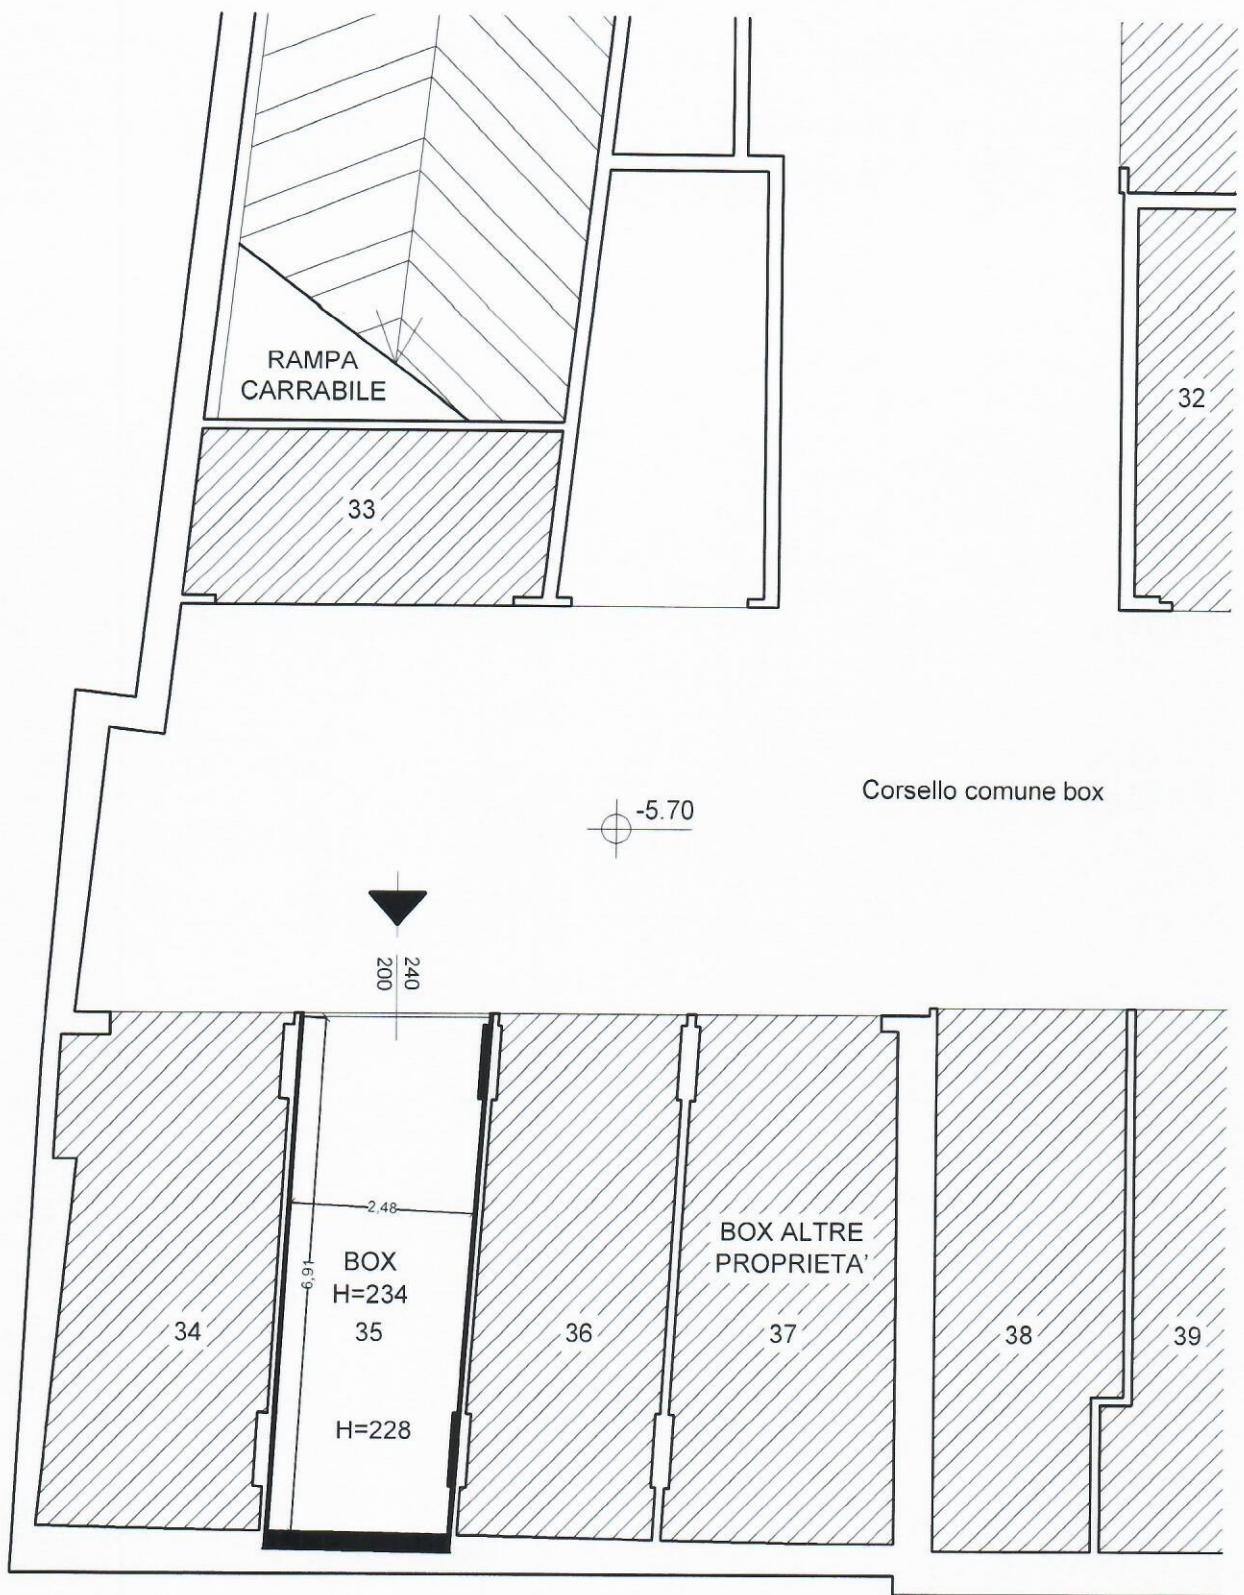 RAMPA
CARRABILE
32
33
-5.70
Corsello comune box
240
200
2,48
6,91
BOX
H=234
35
H=228
34
36
BOX ALTRE
PROPRIETA'
37
38
39